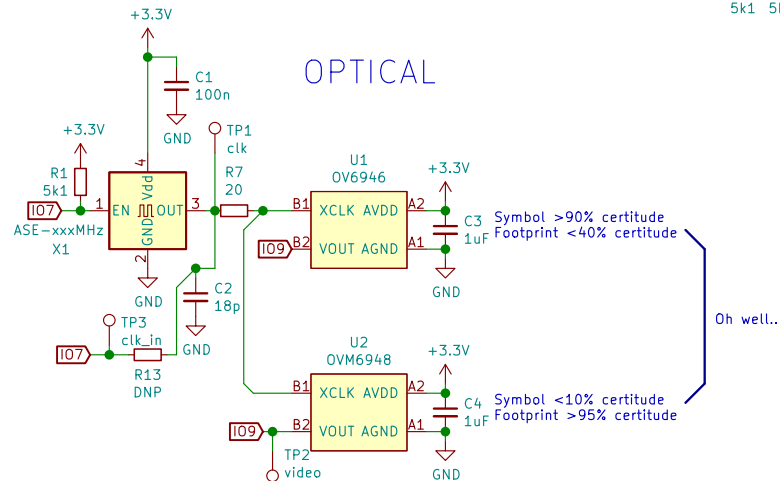 5k1 5
+3.3V
OPTICAL
C1
100n
GND
+3.3V
TP1
clk
R1
5k1
4
Vdd
R7
20
U1
OV6946
+3.3V
IO7
1
EN
OUT
3
GND
2
B1
XCLK
AVDD
A2
IO9
B2
VOUT
AGND
A1
C3
1uF
Symbol >90% certitude
Footprint <40% certitude
ASE-xxxMHz
X1
GND
C2
18p
GND
GND
TP3
clk_in
IO7
R13
DNP
Oh well..
U2
OVM6948
+3.3V
B1
XCLK
AVDD
A2
IO9
B2
VOUT
AGND
A1
C4
1uF
Symbol <10% certitude
Footprint >95% certitude
TP2
video
GND